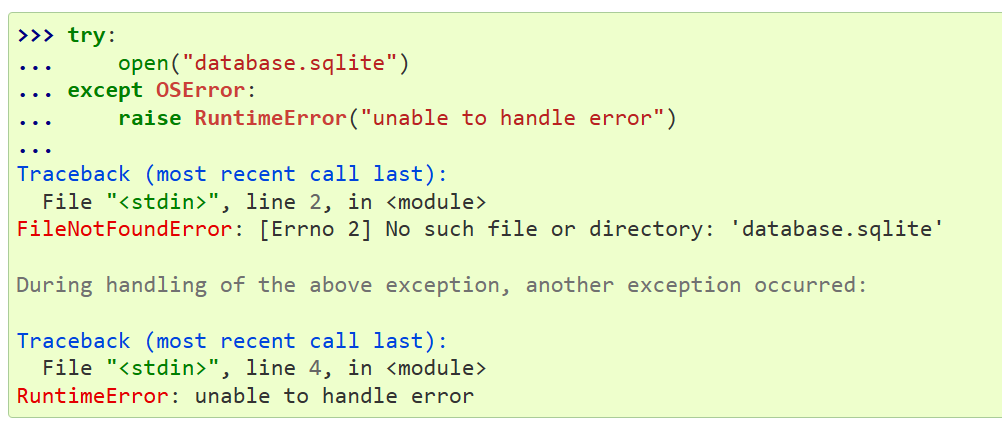 >>> try:
...     open("database.sqlite")
... except OSError:
...     raise RuntimeError("unable to handle error")
...
Traceback (most recent call last):
  File "<stdin>", line 2, in <module>
FileNotFoundError: [Errno 2] No such file or directory: 'database.sqlite'

During handling of the above exception, another exception occurred:

Traceback (most recent call last):
  File "<stdin>", line 4, in <module>
RuntimeError: unable to handle error